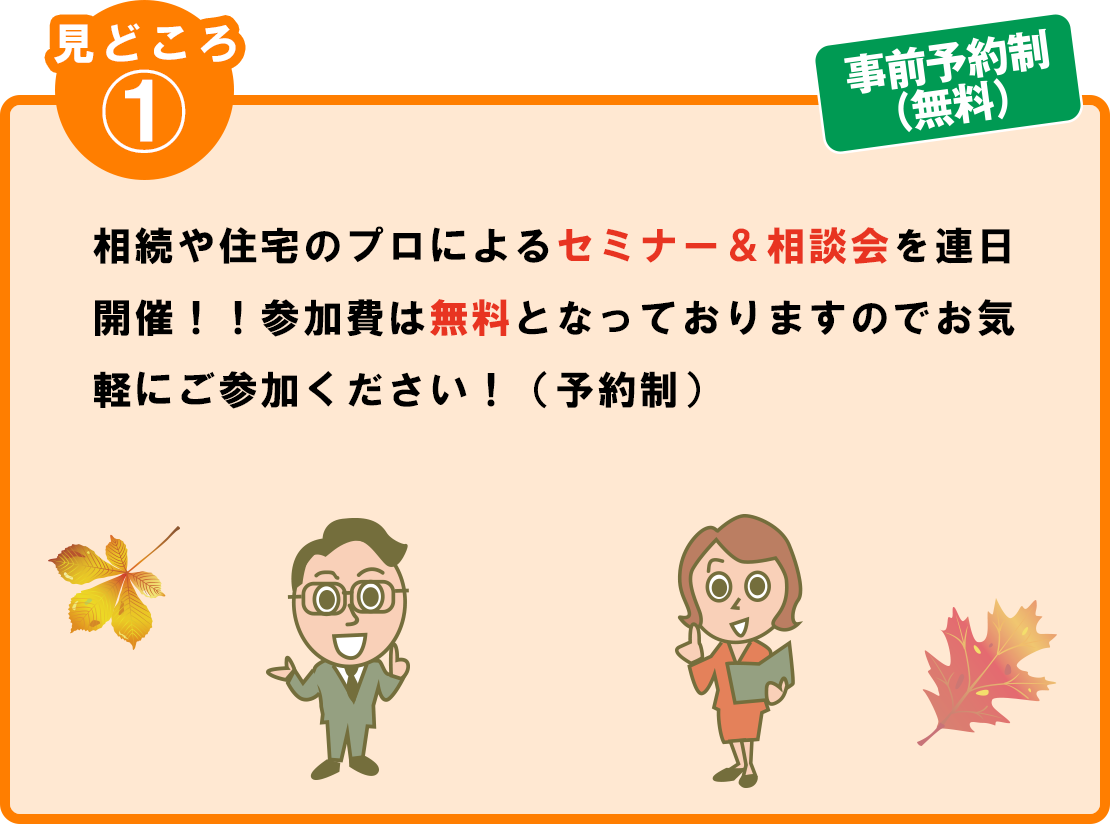 見どころ
①
事前予約制
(無料)
相続や住宅のプロによるセミナー＆相談会を連日
開催！！参加費は無料となっておりますのでお気
軽にご参加ください！（予約制）